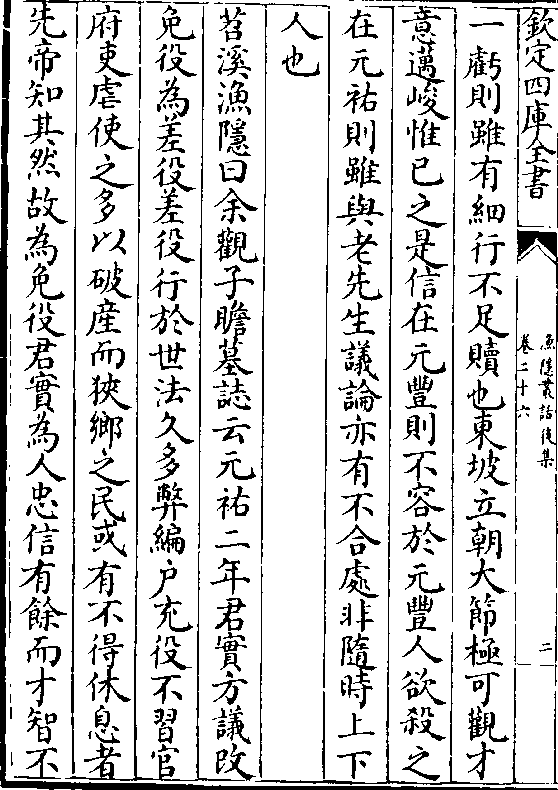 欽定四庫全書
漁隱叢話後集
卷二十六
二
一虧則雖有細行不足贖也東坡立朝大節極可觀才
意邁峻惟已之是信在元豐則不容於元豐人欲殺之
在元祐則雖與老先生議論亦有不合處非隨時上下
人也
苕溪漁隱曰余觀子瞻墓誌云元祐二年君實方議改
免役為差役差役行於世法久多弊編户充役不習官
府吏虐使之多以破産而狹鄉之民或有不得休息者
先帝知其然故為免役君實為人忠信有餘而才智不